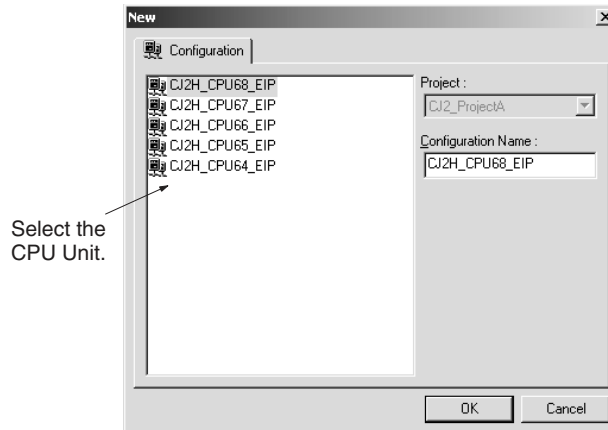 New
Configuration
CJ2H_CPU68_EIP
CJ2H_CPU67_EIP
CJ2H_CPU66_EIP
CJ2H_CPU65_EIP
CJ2H_CPU64_EIP
Project :
CJ2_ProjectA
Configuration Name :
CJ2H_CPU68_EIP
Select the
CPU Unit.
OK
Cancel